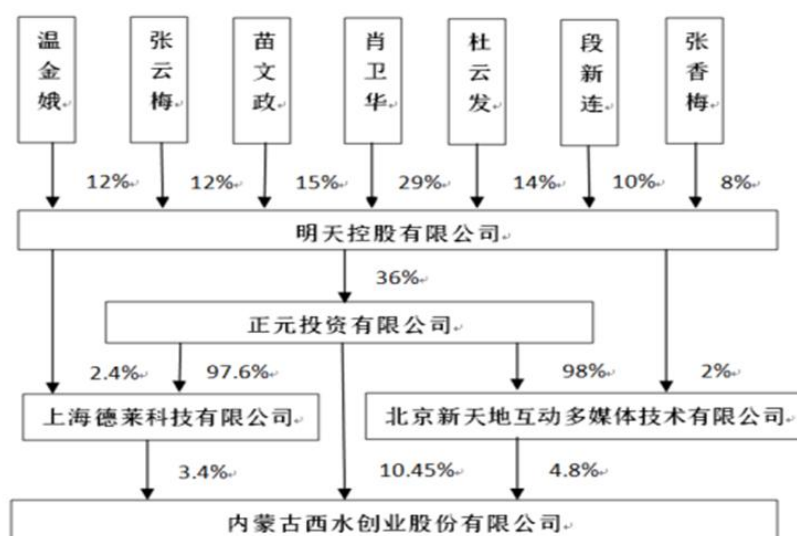 温金娥
张云梅
苗文政
肖卫华
杜云发
段新连
张香梅
12%
12%
15%
29%
14%
10%
8%
明天控股有限公司
36%
正元投资有限公司
2.4%
97.6%
98%
2%
上海德莱科技有限公司
北京新天地互动多媒体技术有限公司
3.4%
10.45%
4.8%
内蒙古西水创业股份有限公司